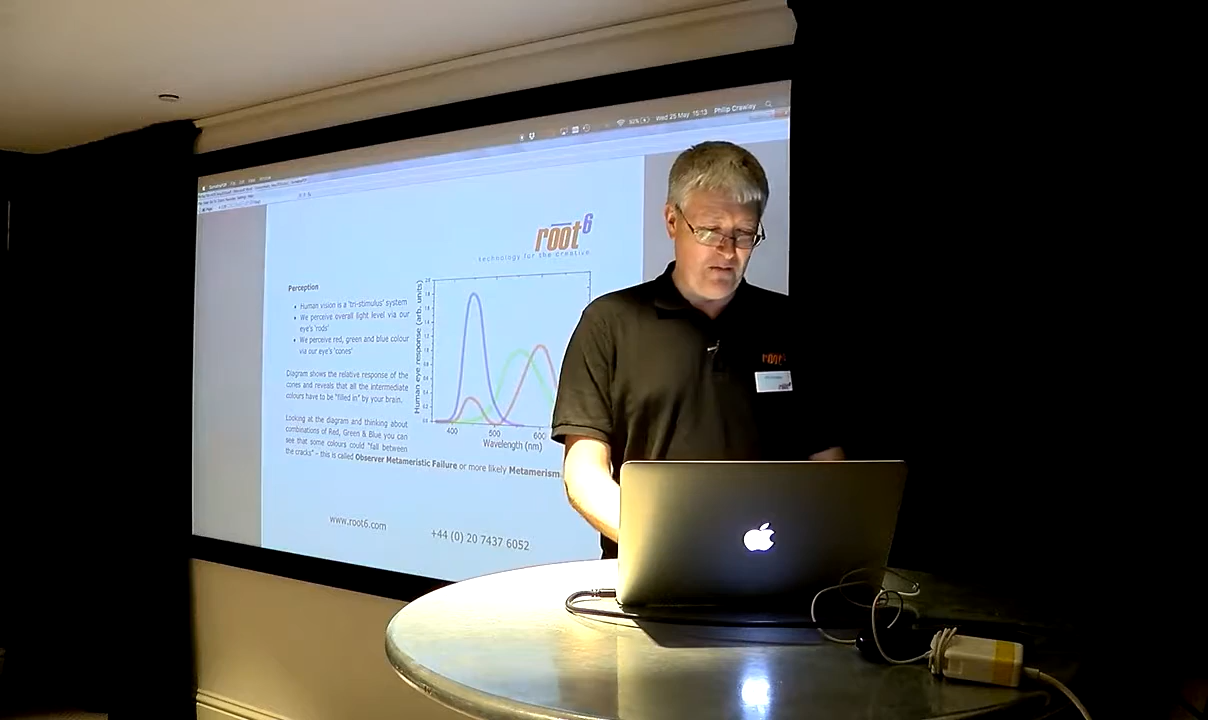 Wed 25 May 15:13 Philip Crawley
root6
technology for the creative
Perception
• Human vision is a 'tri-stimulus' system
• We perceive overall light level via our
eye's 'rods'
• We perceive red, green and blue colour
via our eye's 'cones'
Diagram shows the relative response of the
cones and reveals that all the intermediate
colours have to be "filled in" by your brain.
Looking at the diagram and thinking about
combinations of Red, Green & Blue you can
see that some colours could "fall between
the cracks" – this is called Observer Metameristic Failure or more likely Metamerism
Human eye response (arb. units)
400 500 600
Wavelength (nm)
www.root6.com
+44 (0) 20 7437 6052
root6